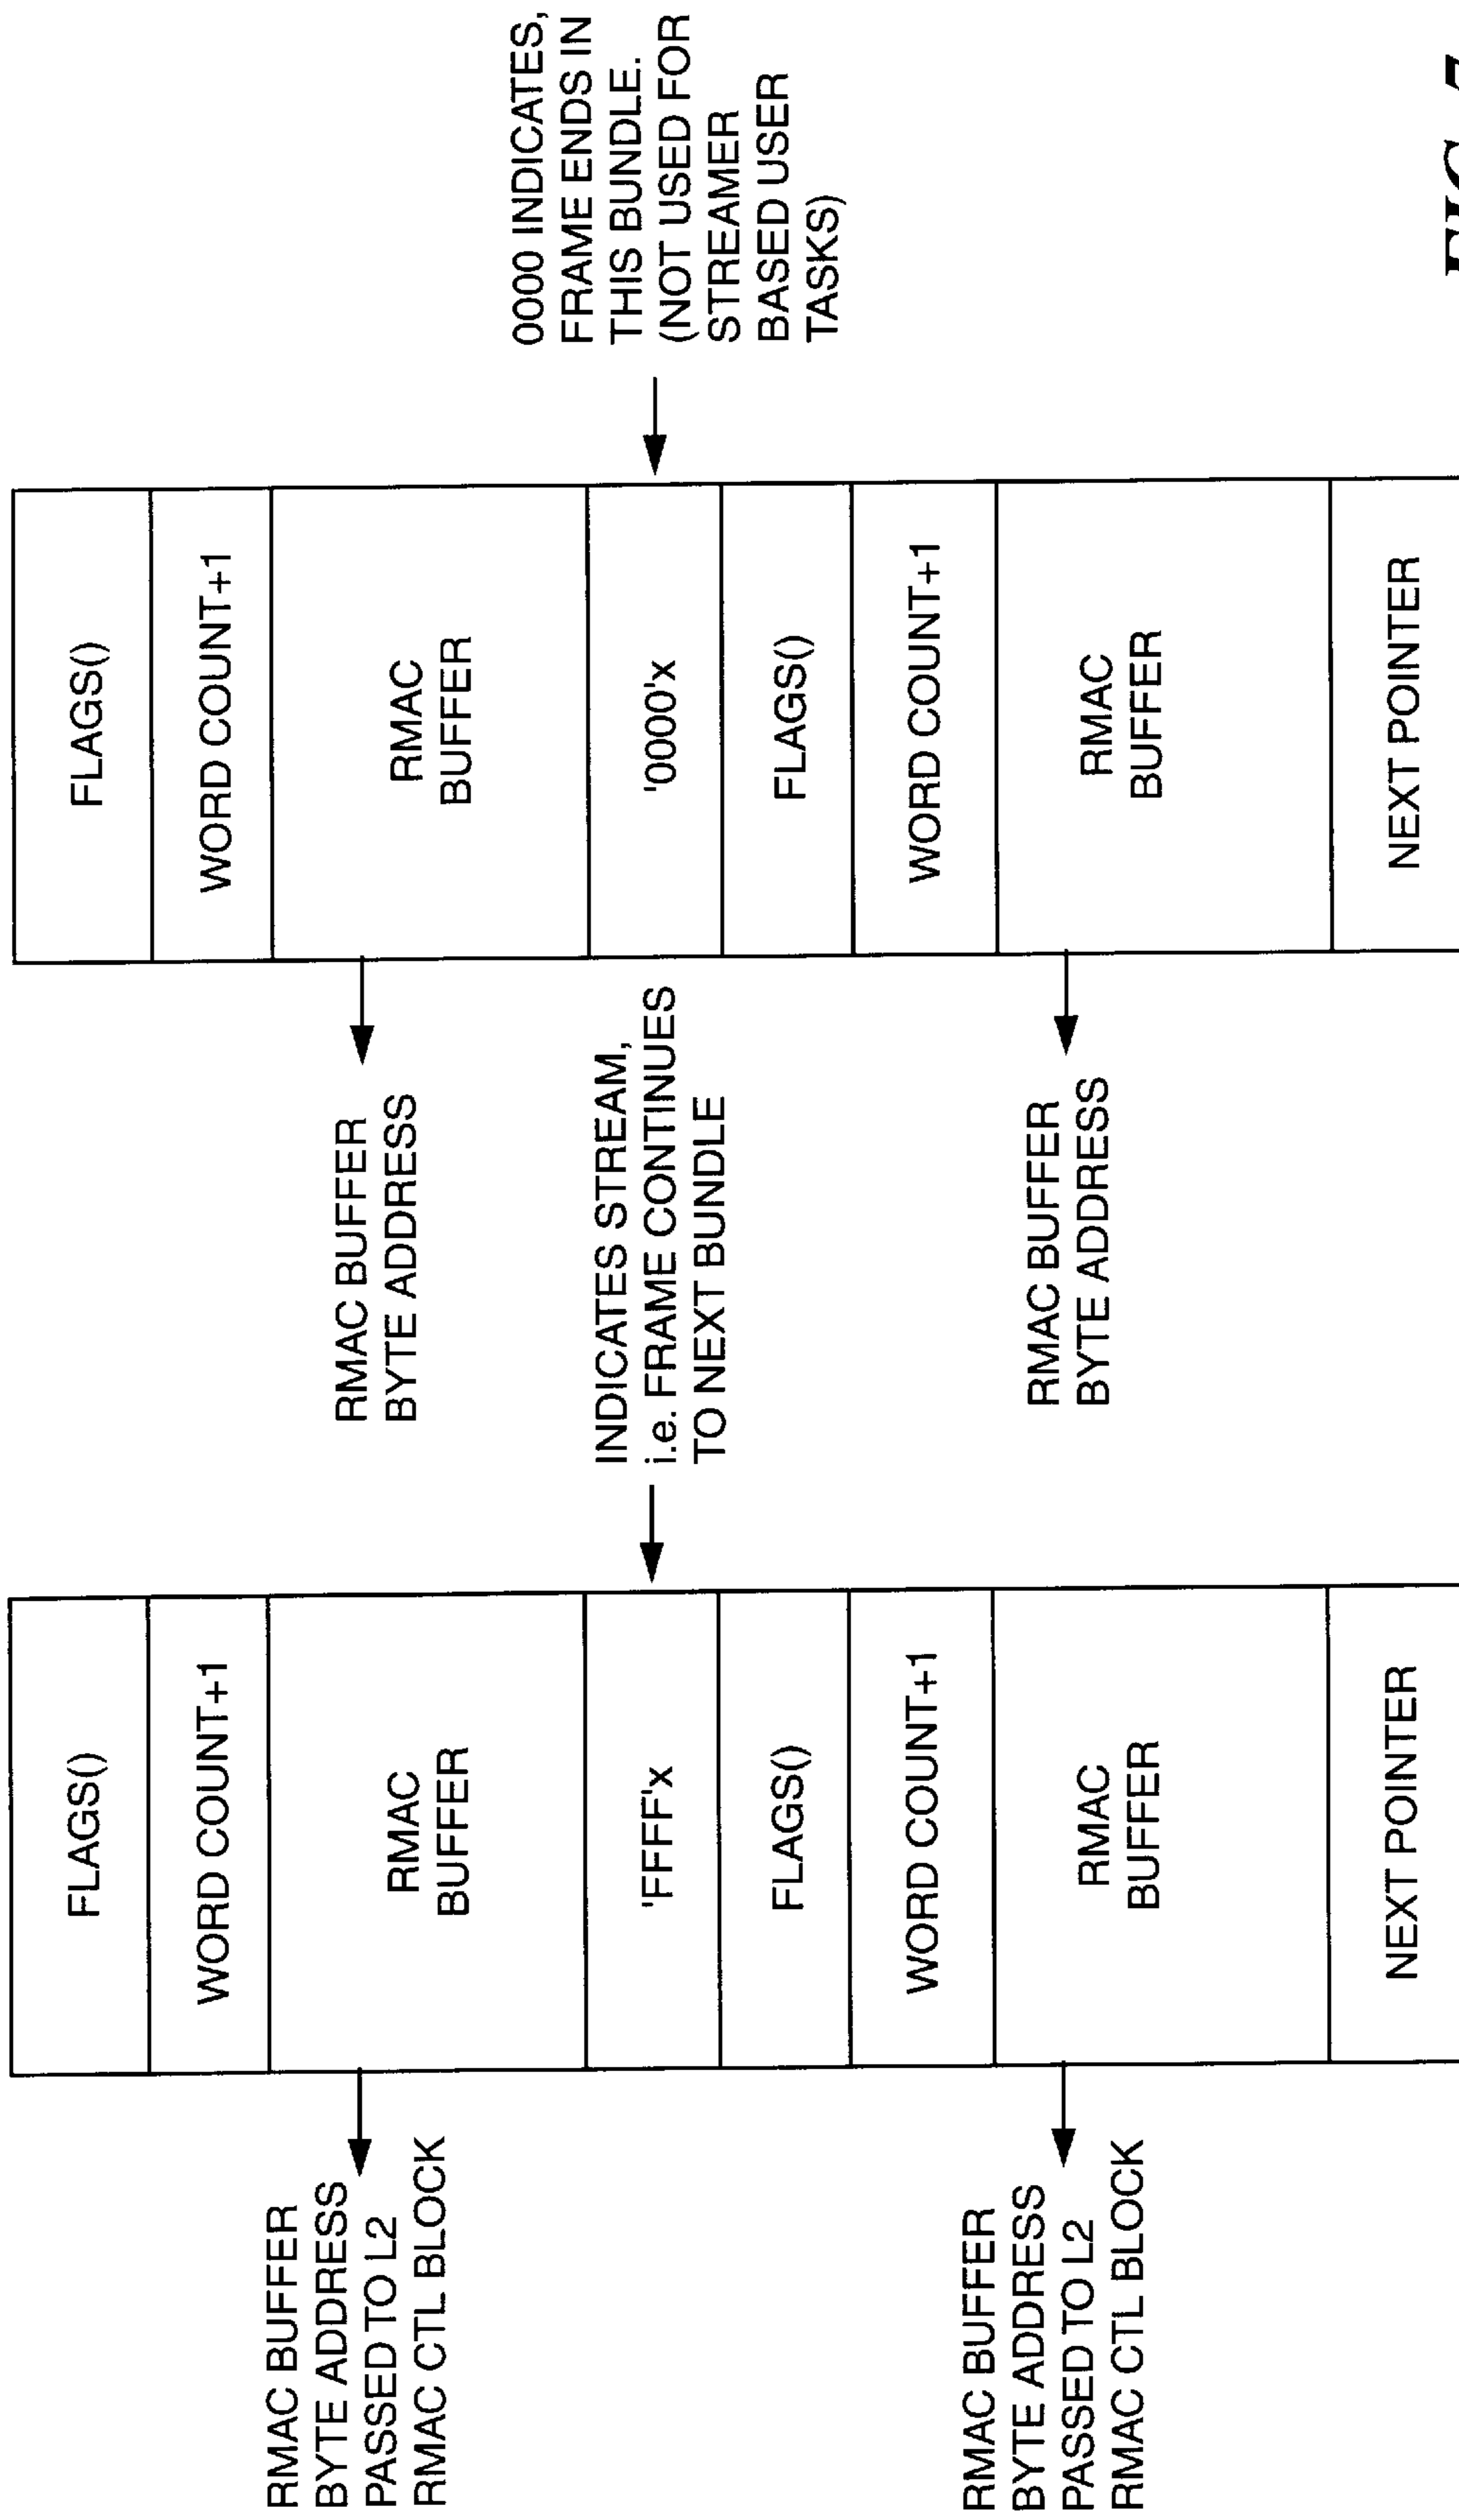 RMAC BUFFER
BYTE ADDRESS
PASSED TO L2
RMAC CTL BLOCK
RMAC BUFFER
BYTE ADDRESS
PASSED TO L2
RMAC CTL BLOCK
FLAGS()
WORD COUNT+1
RMAC
BUFFER
'FFFF'x
FLAGS()
WORD COUNT+1
RMAC
BUFFER
NEXT POINTER
INDICATES STREAM,
i.e. FRAME CONTINUES
TO NEXT BUNDLE
RMAC BUFFER
BYTE ADDRESS
RMAC BUFFER
BYTE ADDRESS
FLAGS()
WORD COUNT+1
RMAC
BUFFER
'0000'x
FLAGS()
WORD COUNT+1
RMAC
BUFFER
NEXT POINTER
0000 INDICATES,
FRAME ENDS IN
THIS BUNDLE.
(NOT USED FOR
STREAMER
BASED USER
TASKS)